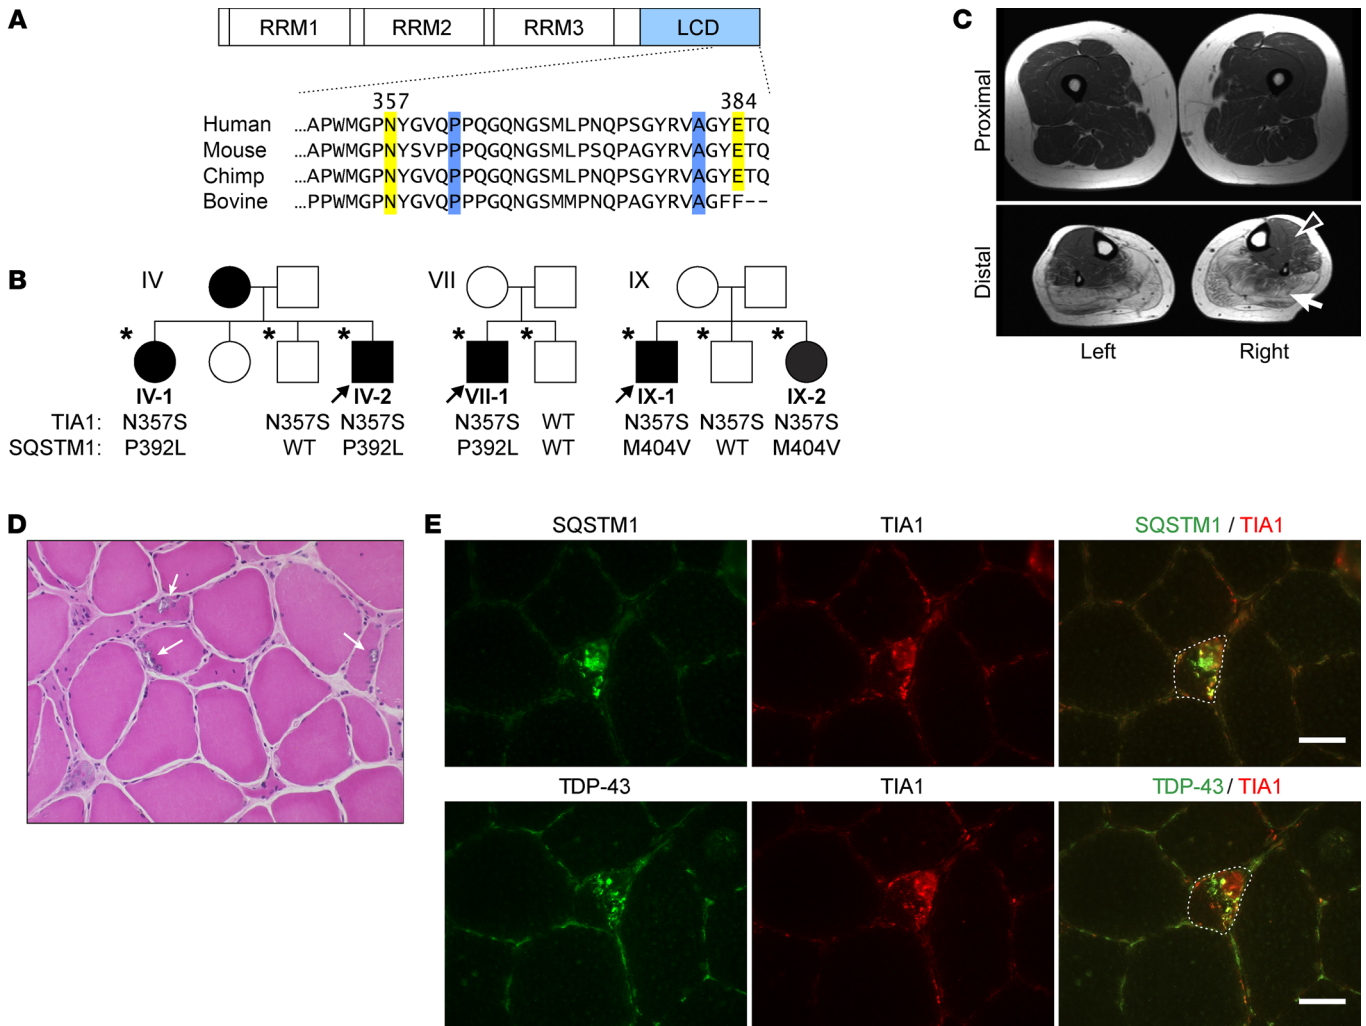 A
RRM1 RRM2 RRM3 LCD
357 384
Human ...APWMGPNYGVQPPQGQNGSMLPNQPSGYRVAGYETQ
Mouse ...APWMGPNYSVPPPQGQNGSMLPSQPAGYRVAGYETQ
Chimp ...APWMGPNYGVQPPQGQNGSMLPNQPSGYRVAGYETQ
Bovine ...PPWMGPNYGVQPPPGQNGSMMPNQPAGYRVAGFF--
B
IV VII IX
* * * * * * * *
IV-1 IV-2 VII-1 IX-1 IX-2
TIA1: N357S N357S N357S N357S WT N357S N357S N357S
SQSTM1: P392L WT P392L P392L WT M404V WT M404V
C
Proximal
Distal
Left Right
D
E
SQSTM1 TIA1 SQSTM1 / TIA1
TDP-43 TIA1 TDP-43 / TIA1